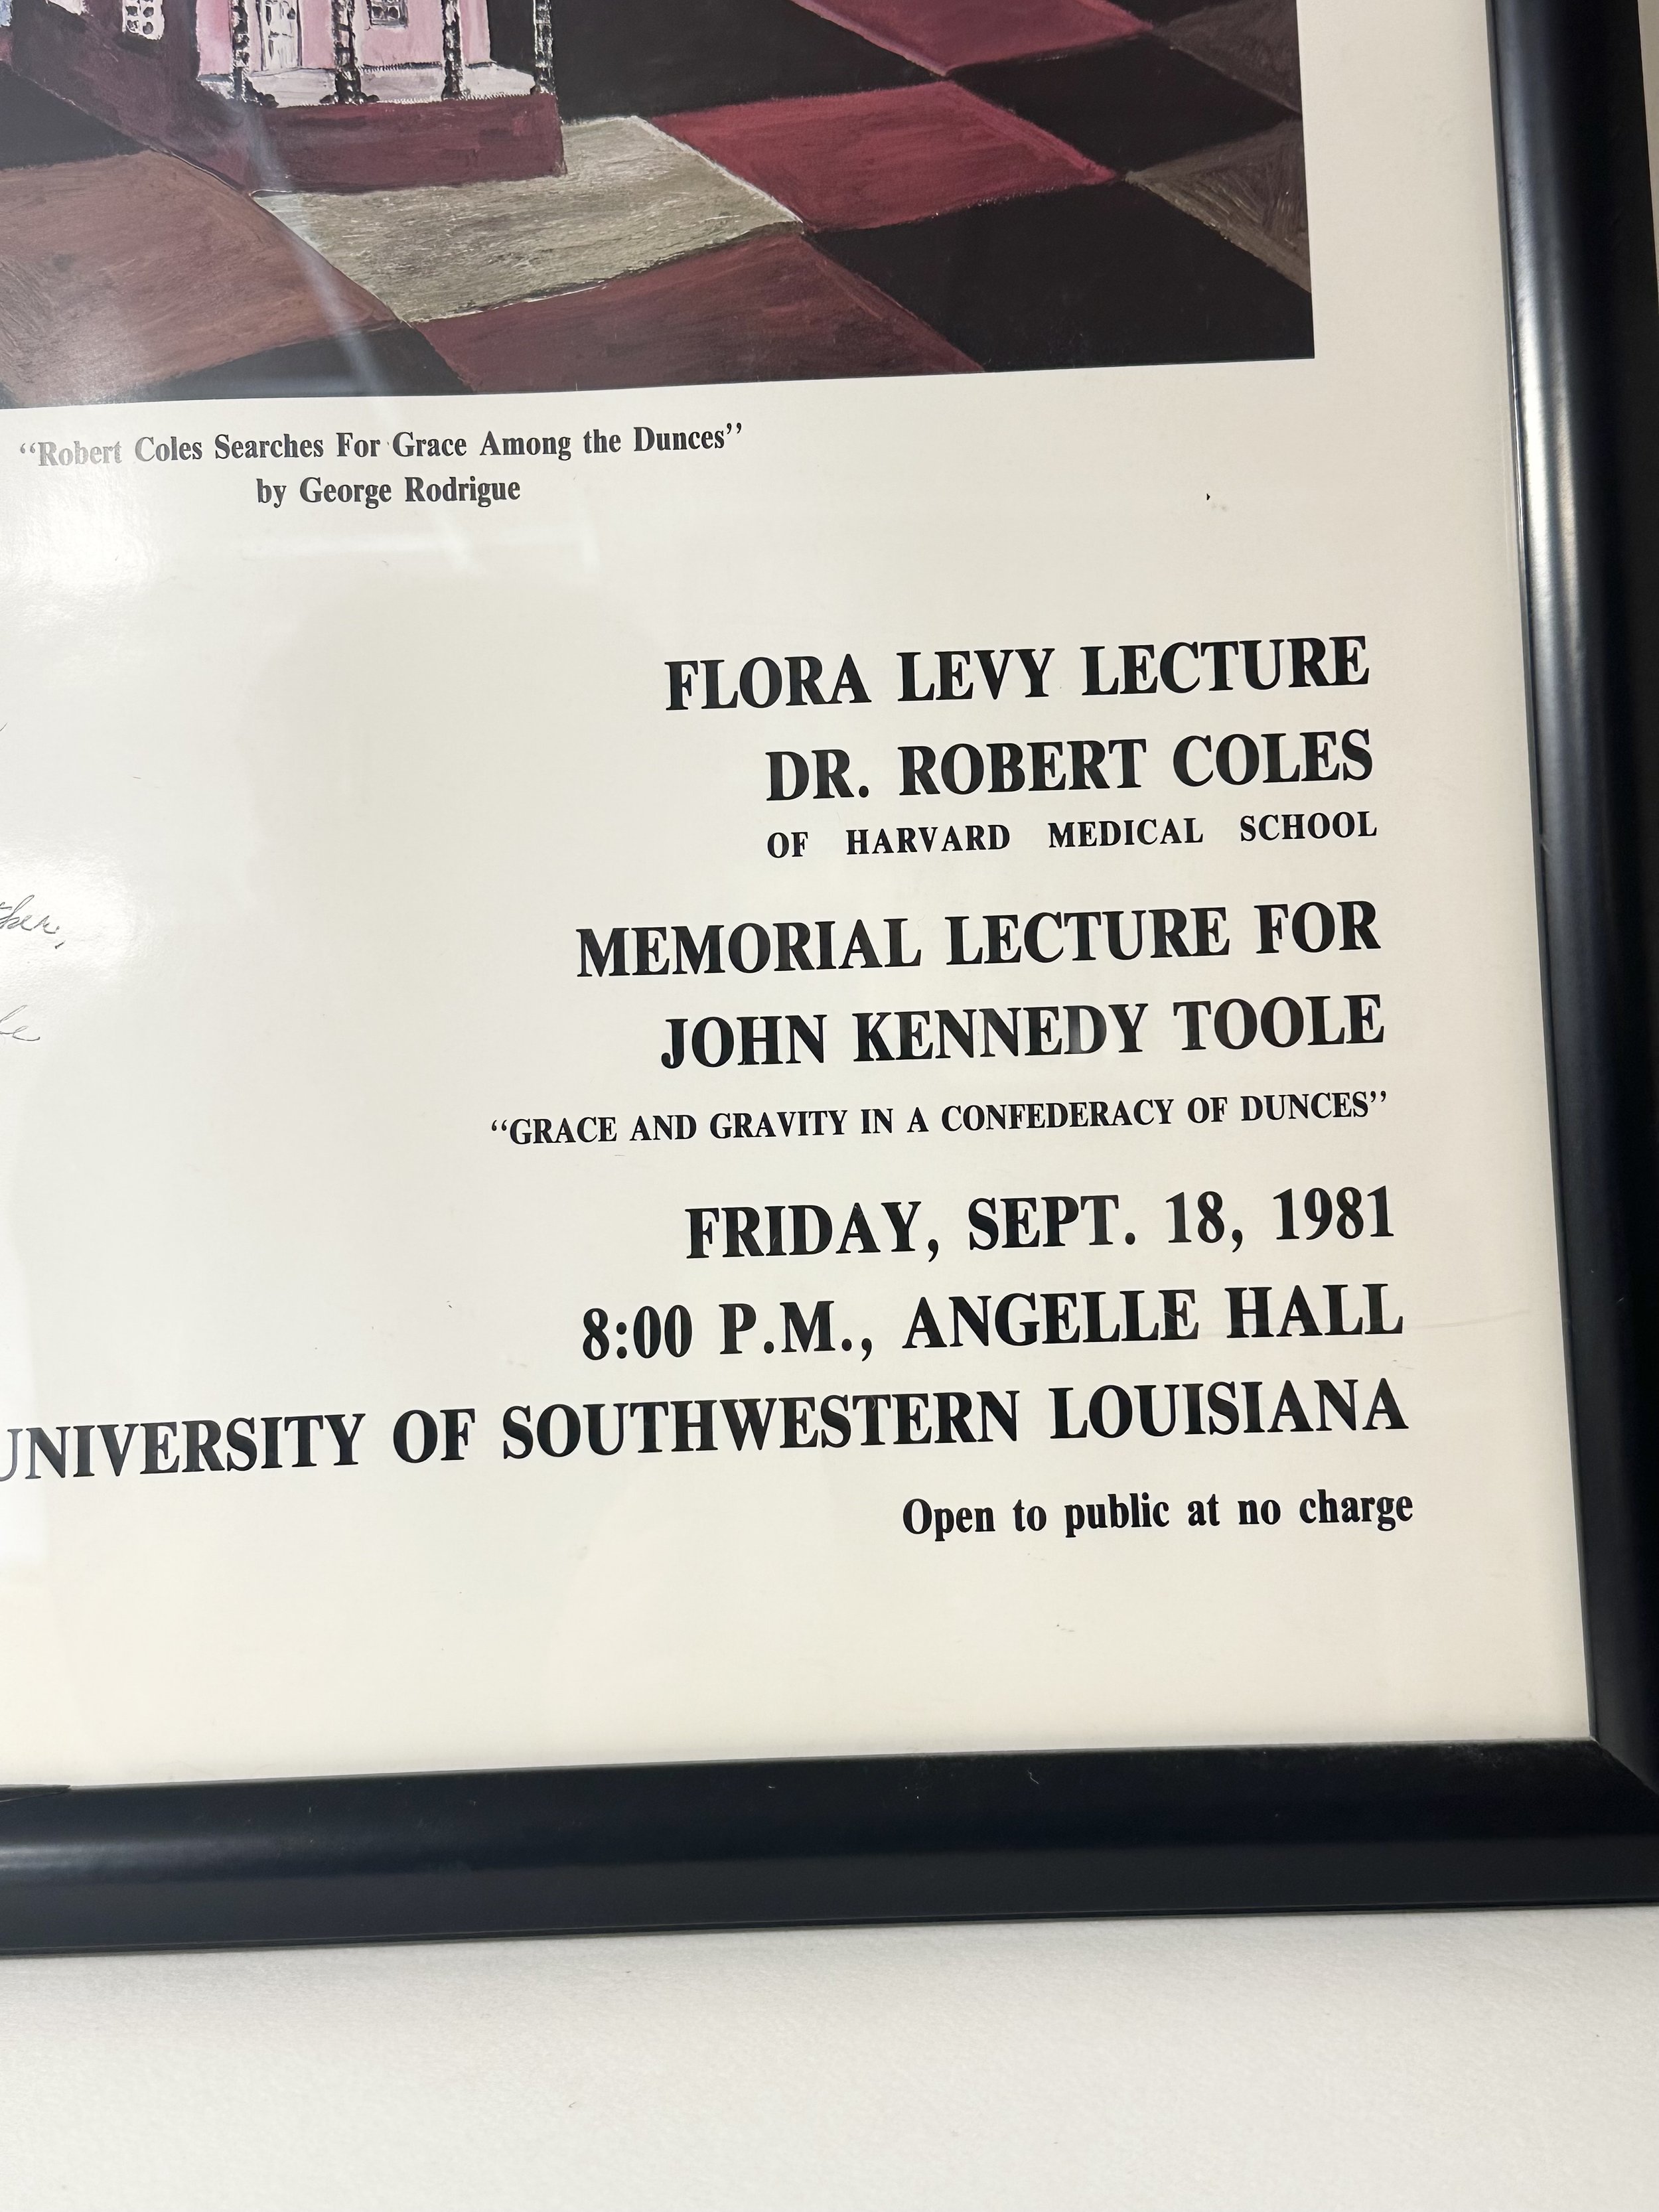 “Robert Coles Searches For Grace Among the Dunces”
by George Rodrigue
FLORA LEVY LECTURE
DR. ROBERT COLES
OF HARVARD MEDICAL SCHOOL
MEMORIAL LECTURE FOR
JOHN KENNEDY TOOLE
“GRACE AND GRAVITY IN A CONFEDERACY OF DUNCES”
FRIDAY, SEPT. 18, 1981
8:00 P.M., ANGELLE HALL
UNIVERSITY OF SOUTHWESTERN LOUISIANA
Open to public at no charge